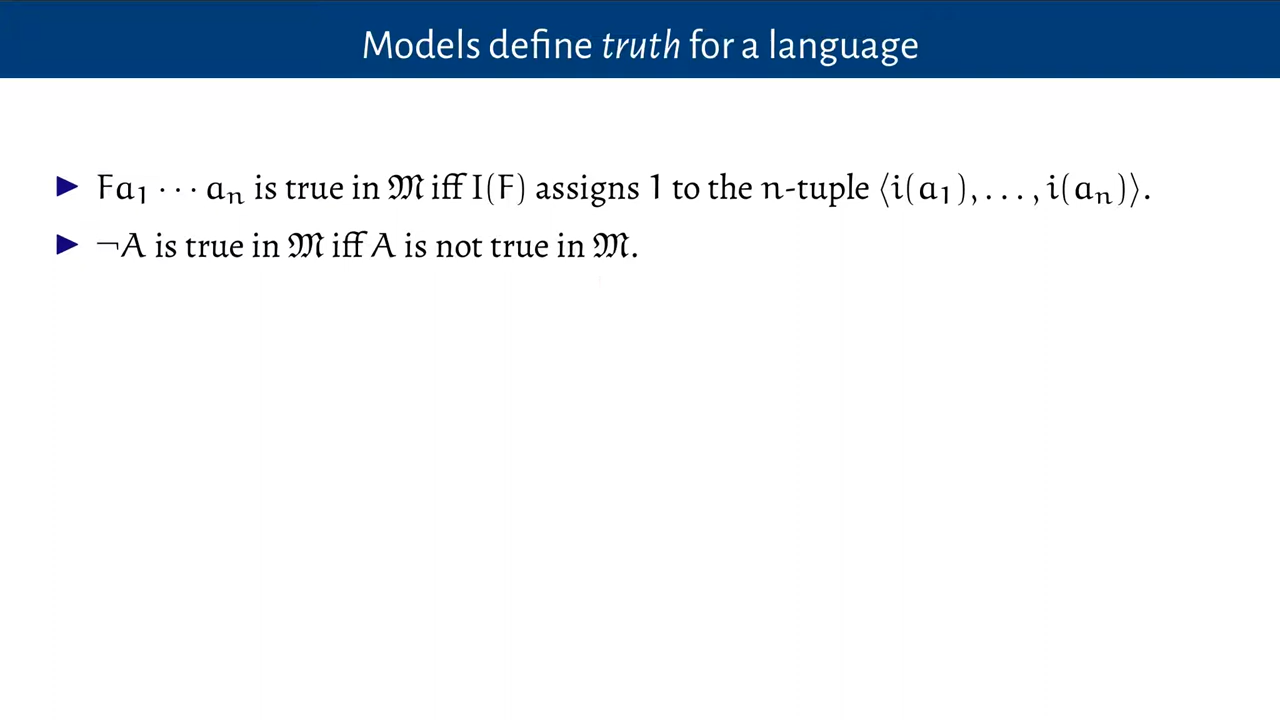 Models define truth for a language
▶ Fa₁ ⋯ aₙ is true in 𝔐 iff I(F) assigns 1 to the n-tuple ⟨i(a₁), . . . , i(aₙ)⟩.
▶ ¬A is true in 𝔐 iff A is not true in 𝔐.